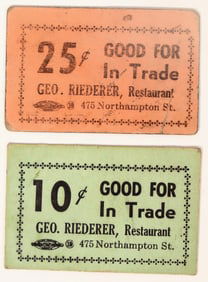 25¢ GOOD FOR
In Trade
GEO. RIEDERER, Restaurant
475 Northampton St.
10¢ GOOD FOR
In Trade
GEO. RIEDERER, Restaurant
475 Northampton St.